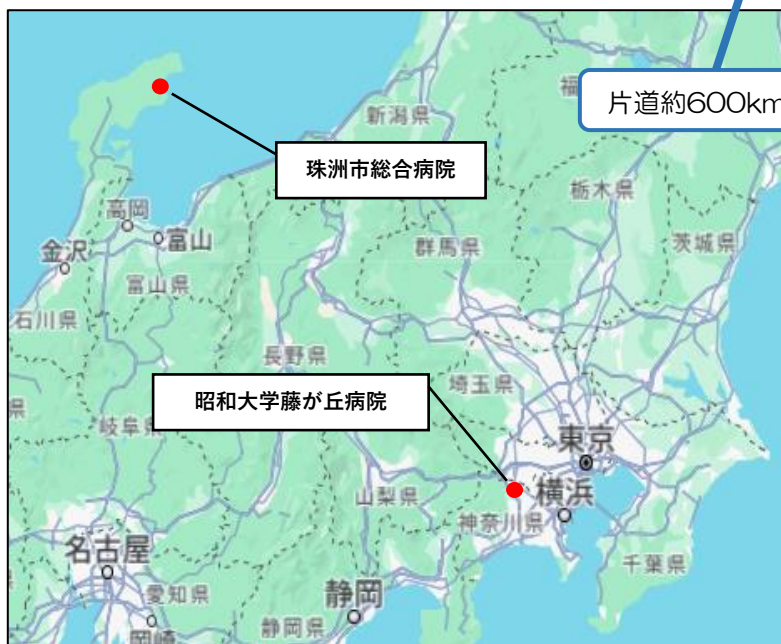 片道約600km
福
新潟県
珠洲市総合病院
栃木県
高岡
富山
金沢
群馬県
茨城県
富山県
石川県
長野県
昭和大学藤が丘病院
埼玉県
県
岐阜県
東京
山梨県
横浜
神奈川県
名古屋
千葉県
愛知県
静岡
静岡県
岡崎